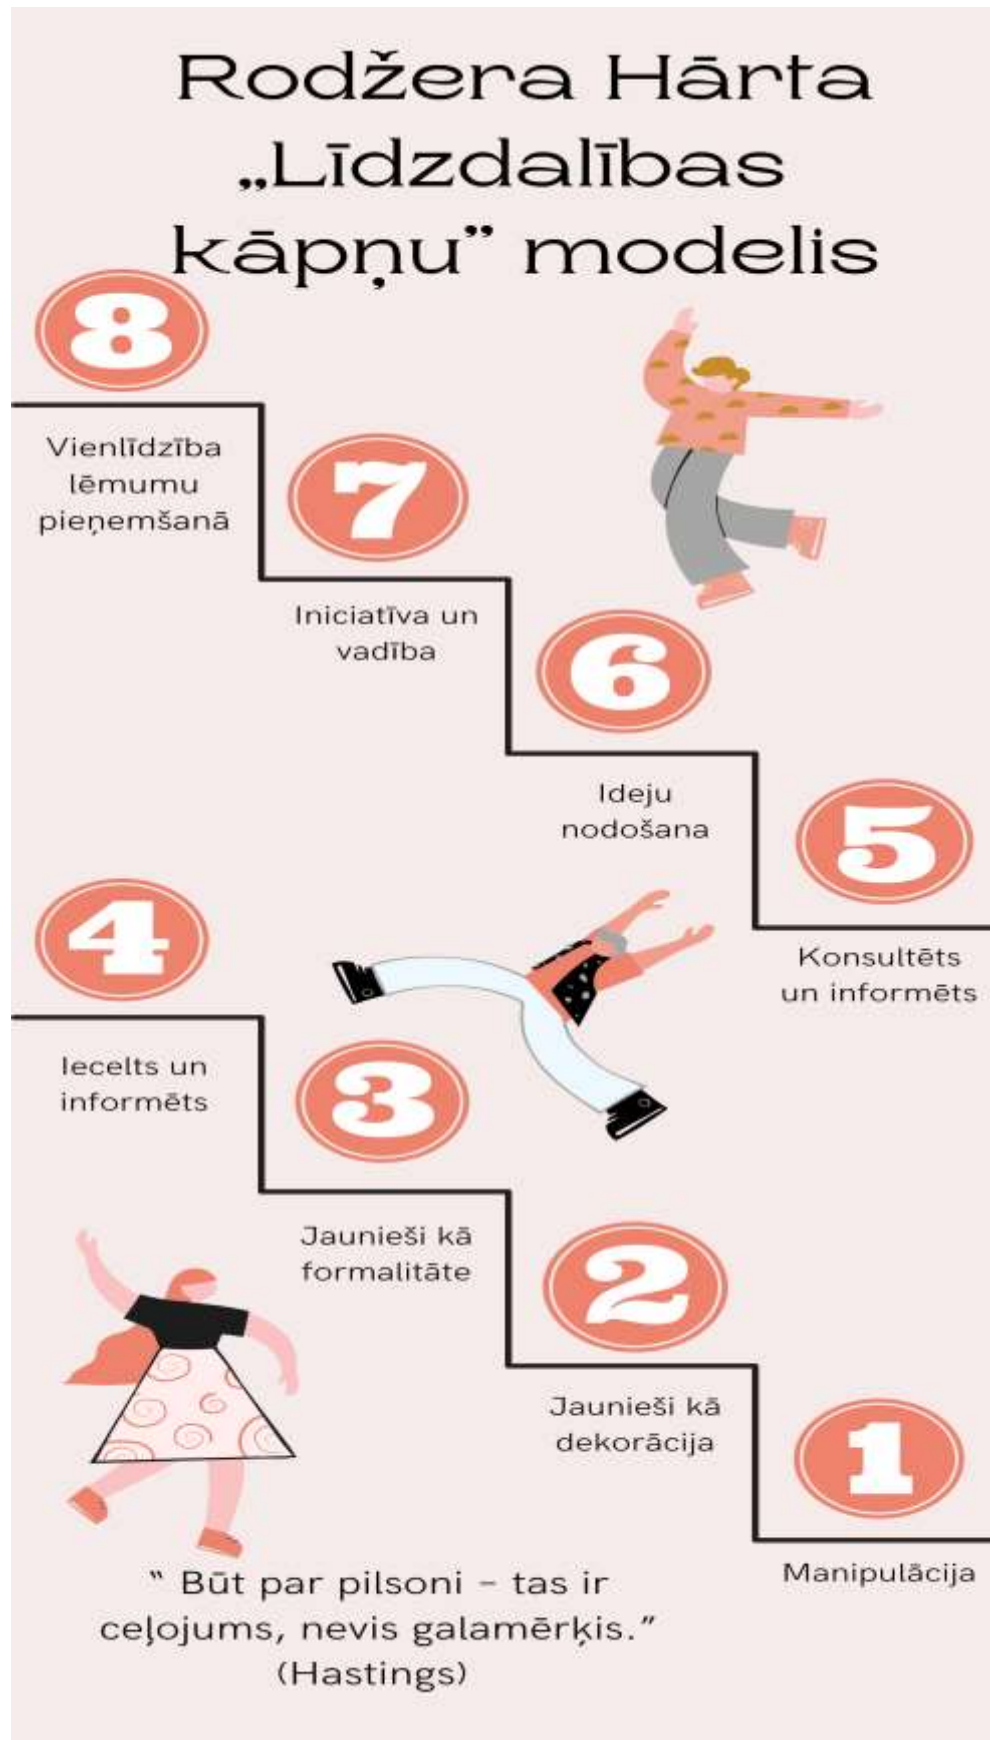 Rodžera Hārta
„Līdzdalības
kāpņu” modelis
8
Vienlīdzība
lēmumu
pieņemšanā
7
Iniciatīva un
vadība
6
Ideju
nodošana
5
Konsultēts
un informēts
4
Iecelts un
informēts
3
Jaunieši kā
formalitāte
2
Jaunieši kā
dekorācija
1
Manipulācija
“ Būt par pilsoni – tas ir
ceļojums, nevis galamērķis.”
(Hastings)